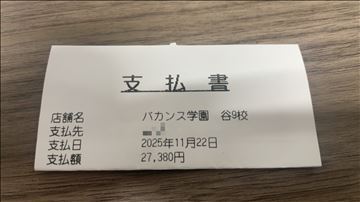 支払書
店舗名 バカンス学園 谷9校
支払先
支払日 2025年11月22日
支払額 27,380円